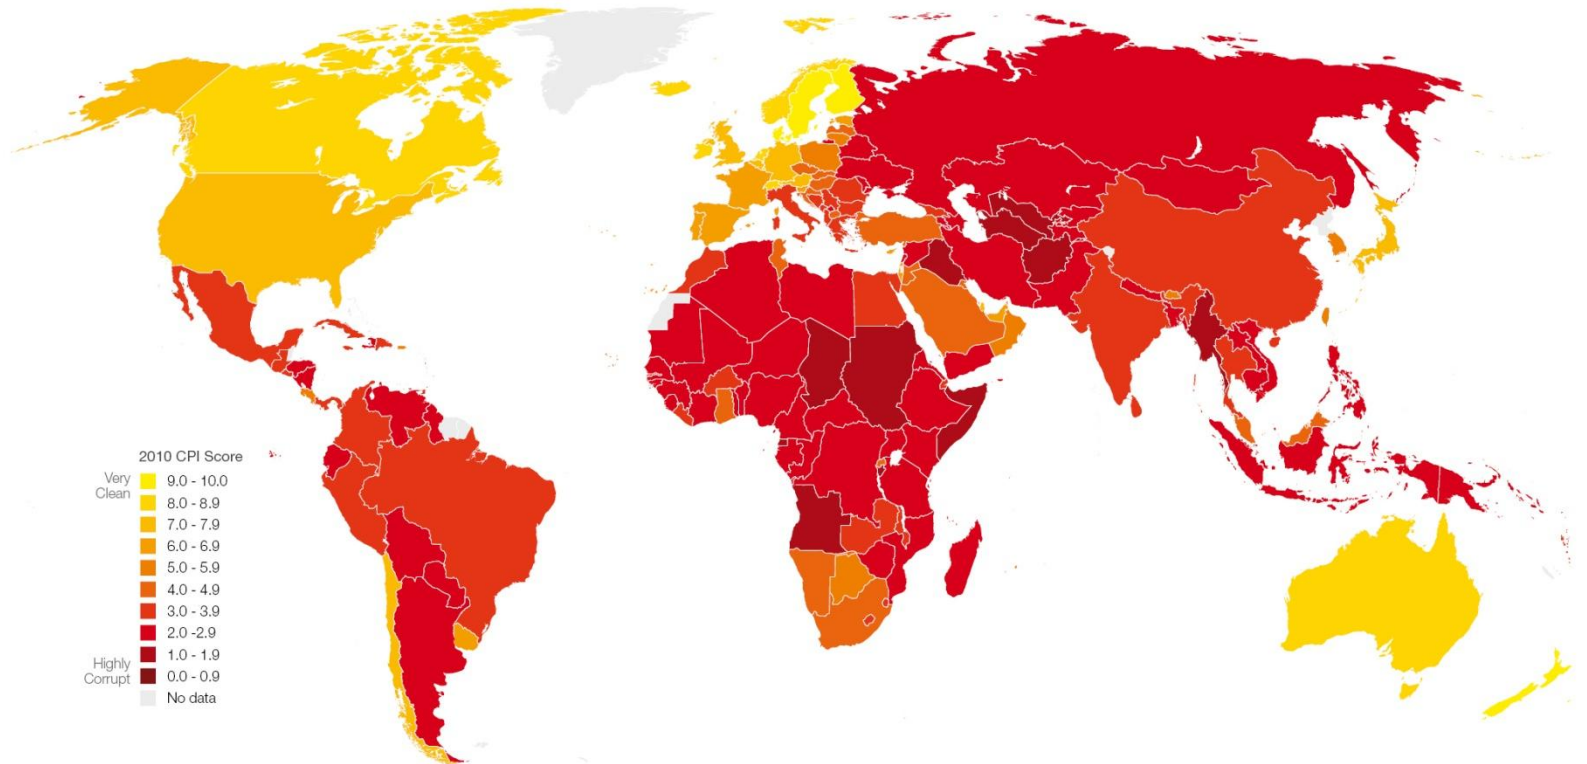 2010 CPI Score
Very
Clean
9.0 - 10.0
8.0 - 8.9
7.0 - 7.9
6.0 - 6.9
5.0 - 5.9
4.0 - 4.9
3.0 - 3.9
2.0 -2.9
1.0 - 1.9
0.0 - 0.9
Highly
Corrupt
No data